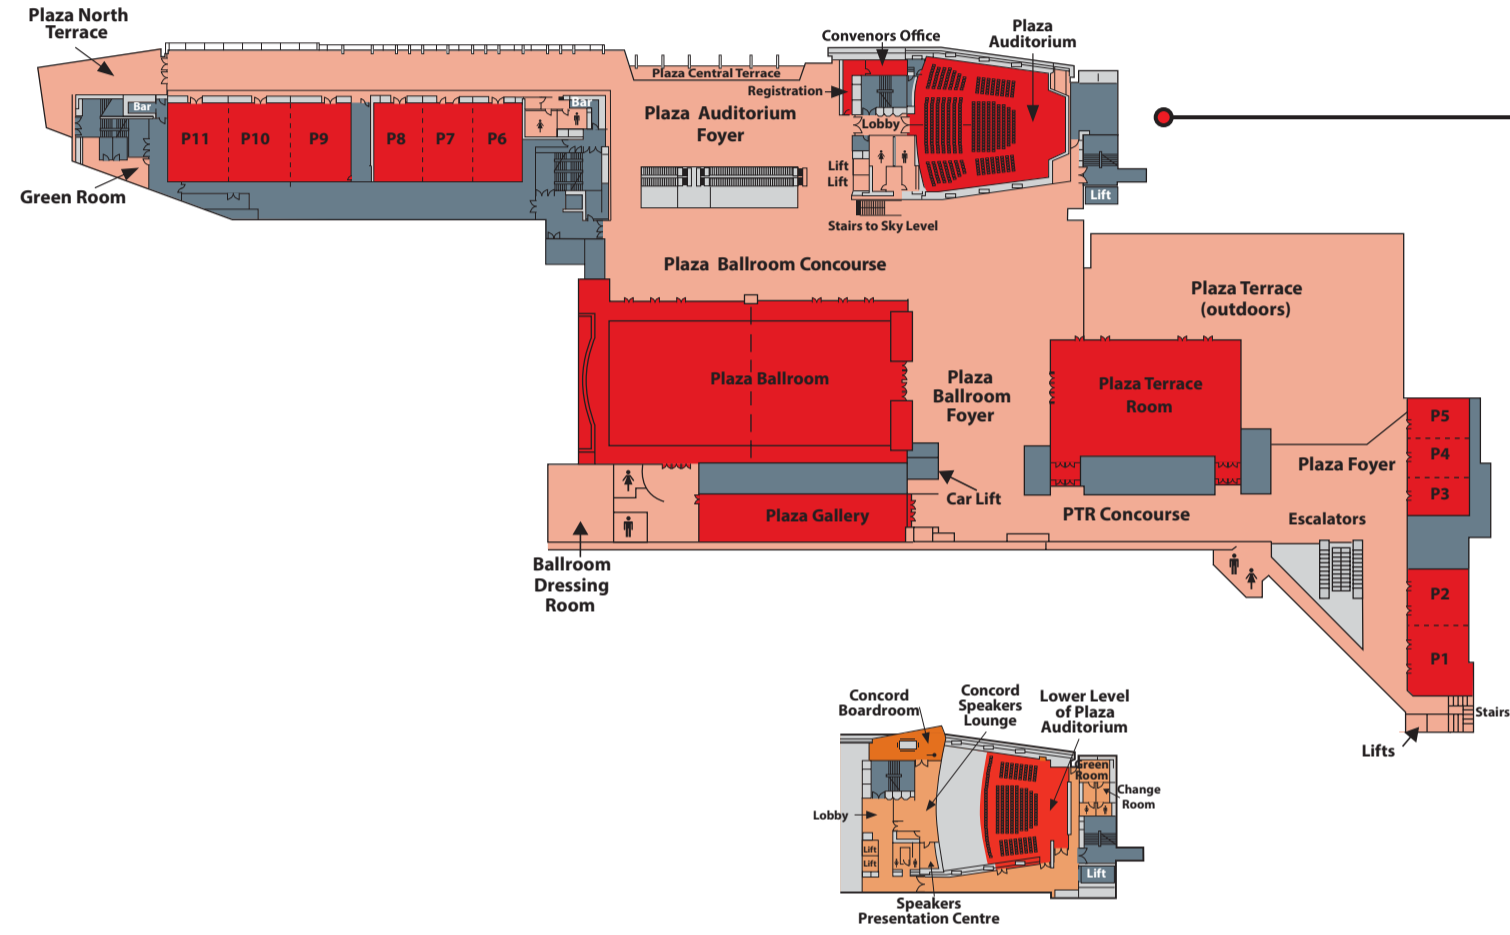 Plaza North
Terrace
Convenors Office
Plaza
Auditorium
Plaza Central Terrace
Registration
Bar
Bar
Plaza Auditorium
Foyer
Lobby
P11
P10
P9
P8
P7
P6
Lift
Lift
Lift
Green Room
Stairs to Sky Level
Plaza Ballroom Concourse
Plaza Terrace
(outdoors)
Plaza Ballroom
Plaza
Ballroom
Foyer
Plaza Terrace
Room
P5
P4
P3
Plaza Foyer
Car Lift
Plaza Gallery
PTR Concourse
Escalators
Ballroom
Dressing
Room
P2
P1
Stairs
Lifts
Concord
Boardroom
Concord
Speakers
Lounge
Lower Level
of Plaza
Auditorium
Green
Room
Change
Room
Lobby
Lift
Lift
Lift
Speakers
Presentation Centre